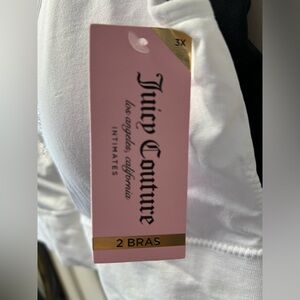 3X
Juicy Couture
los angeles, california
INTIMATES
2 BRAS